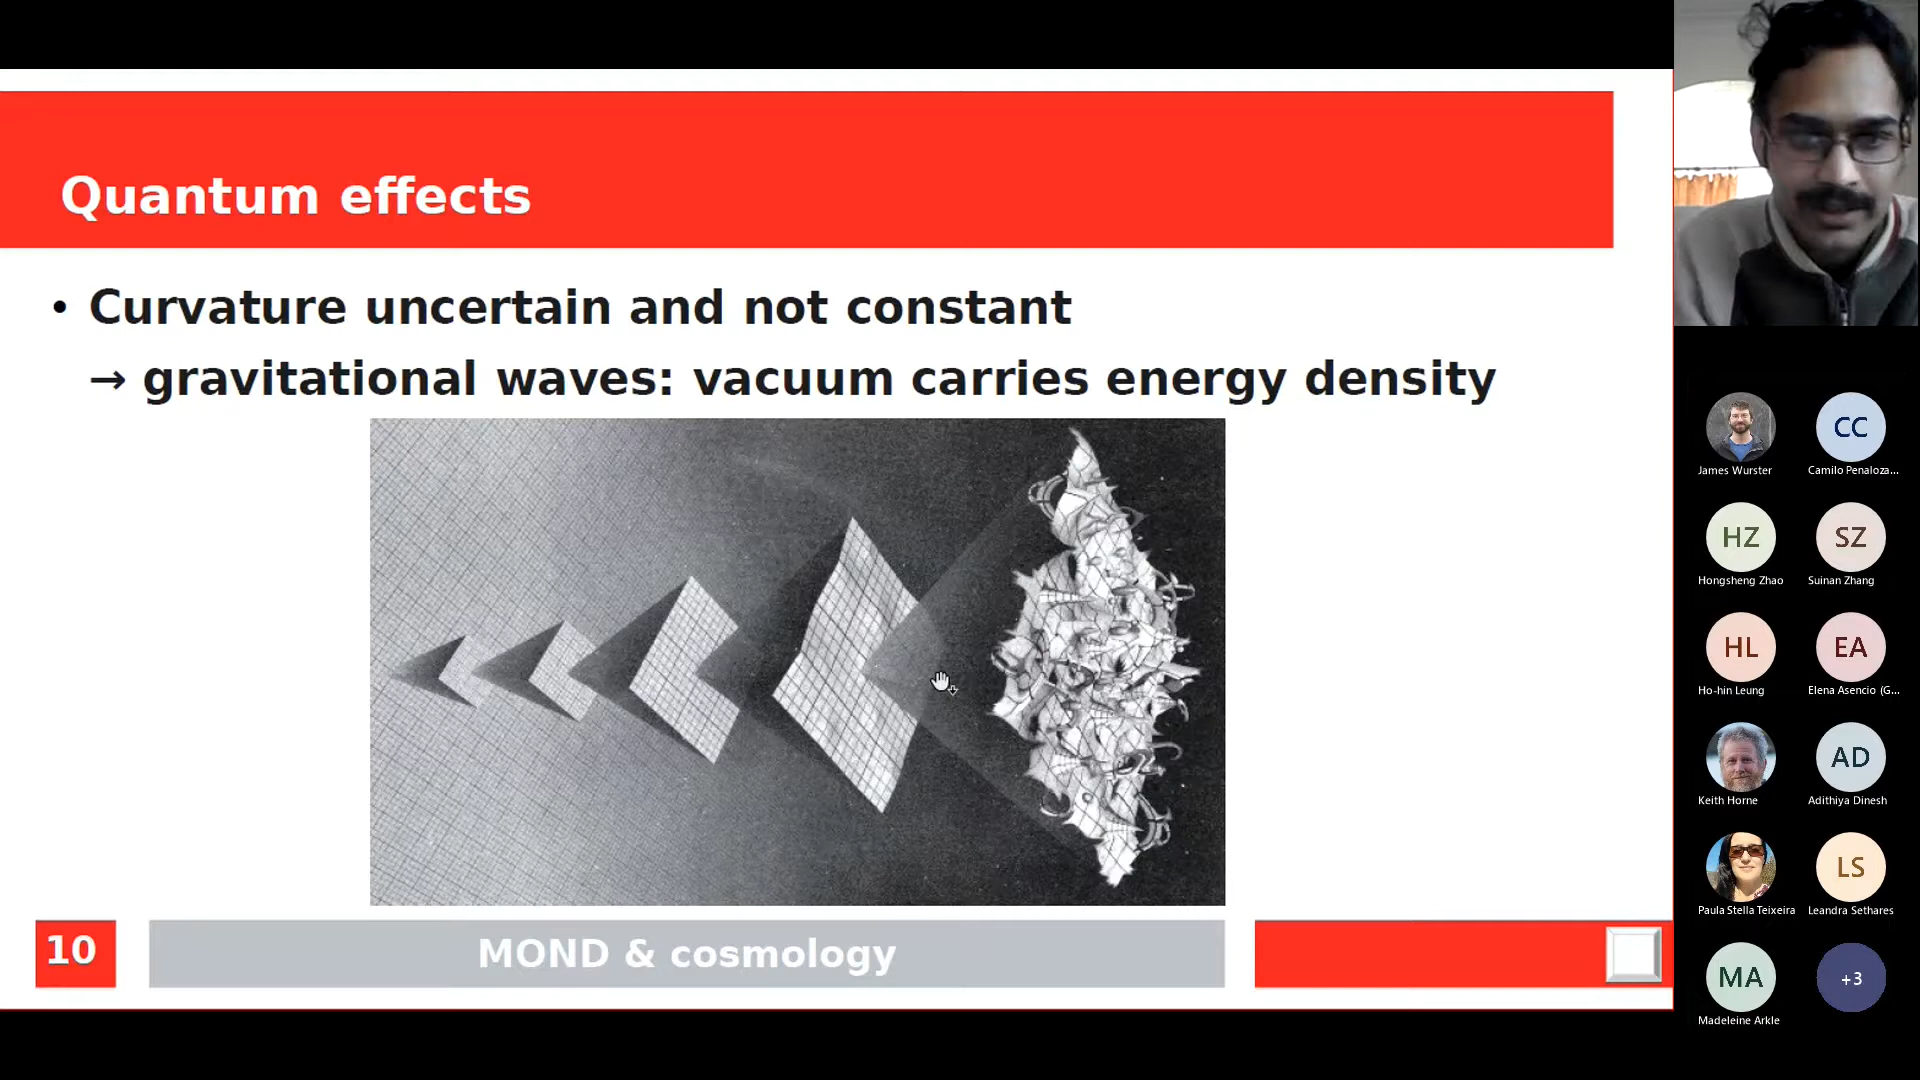 Quantum effects
• Curvature uncertain and not constant
→ gravitational waves: vacuum carries energy density
10
MOND & cosmology
James Wurster
CC
Camilo Penaloza...
HZ
Hongsheng Zhao
SZ
Suinan Zhang
HL
Ho-hin Leung
EA
Elena Asencio (G...
Keith Horne
AD
Adithiya Dinesh
Paula Stella Teixeira
LS
Leandra Sethares
MA
Madeleine Arkle
+3